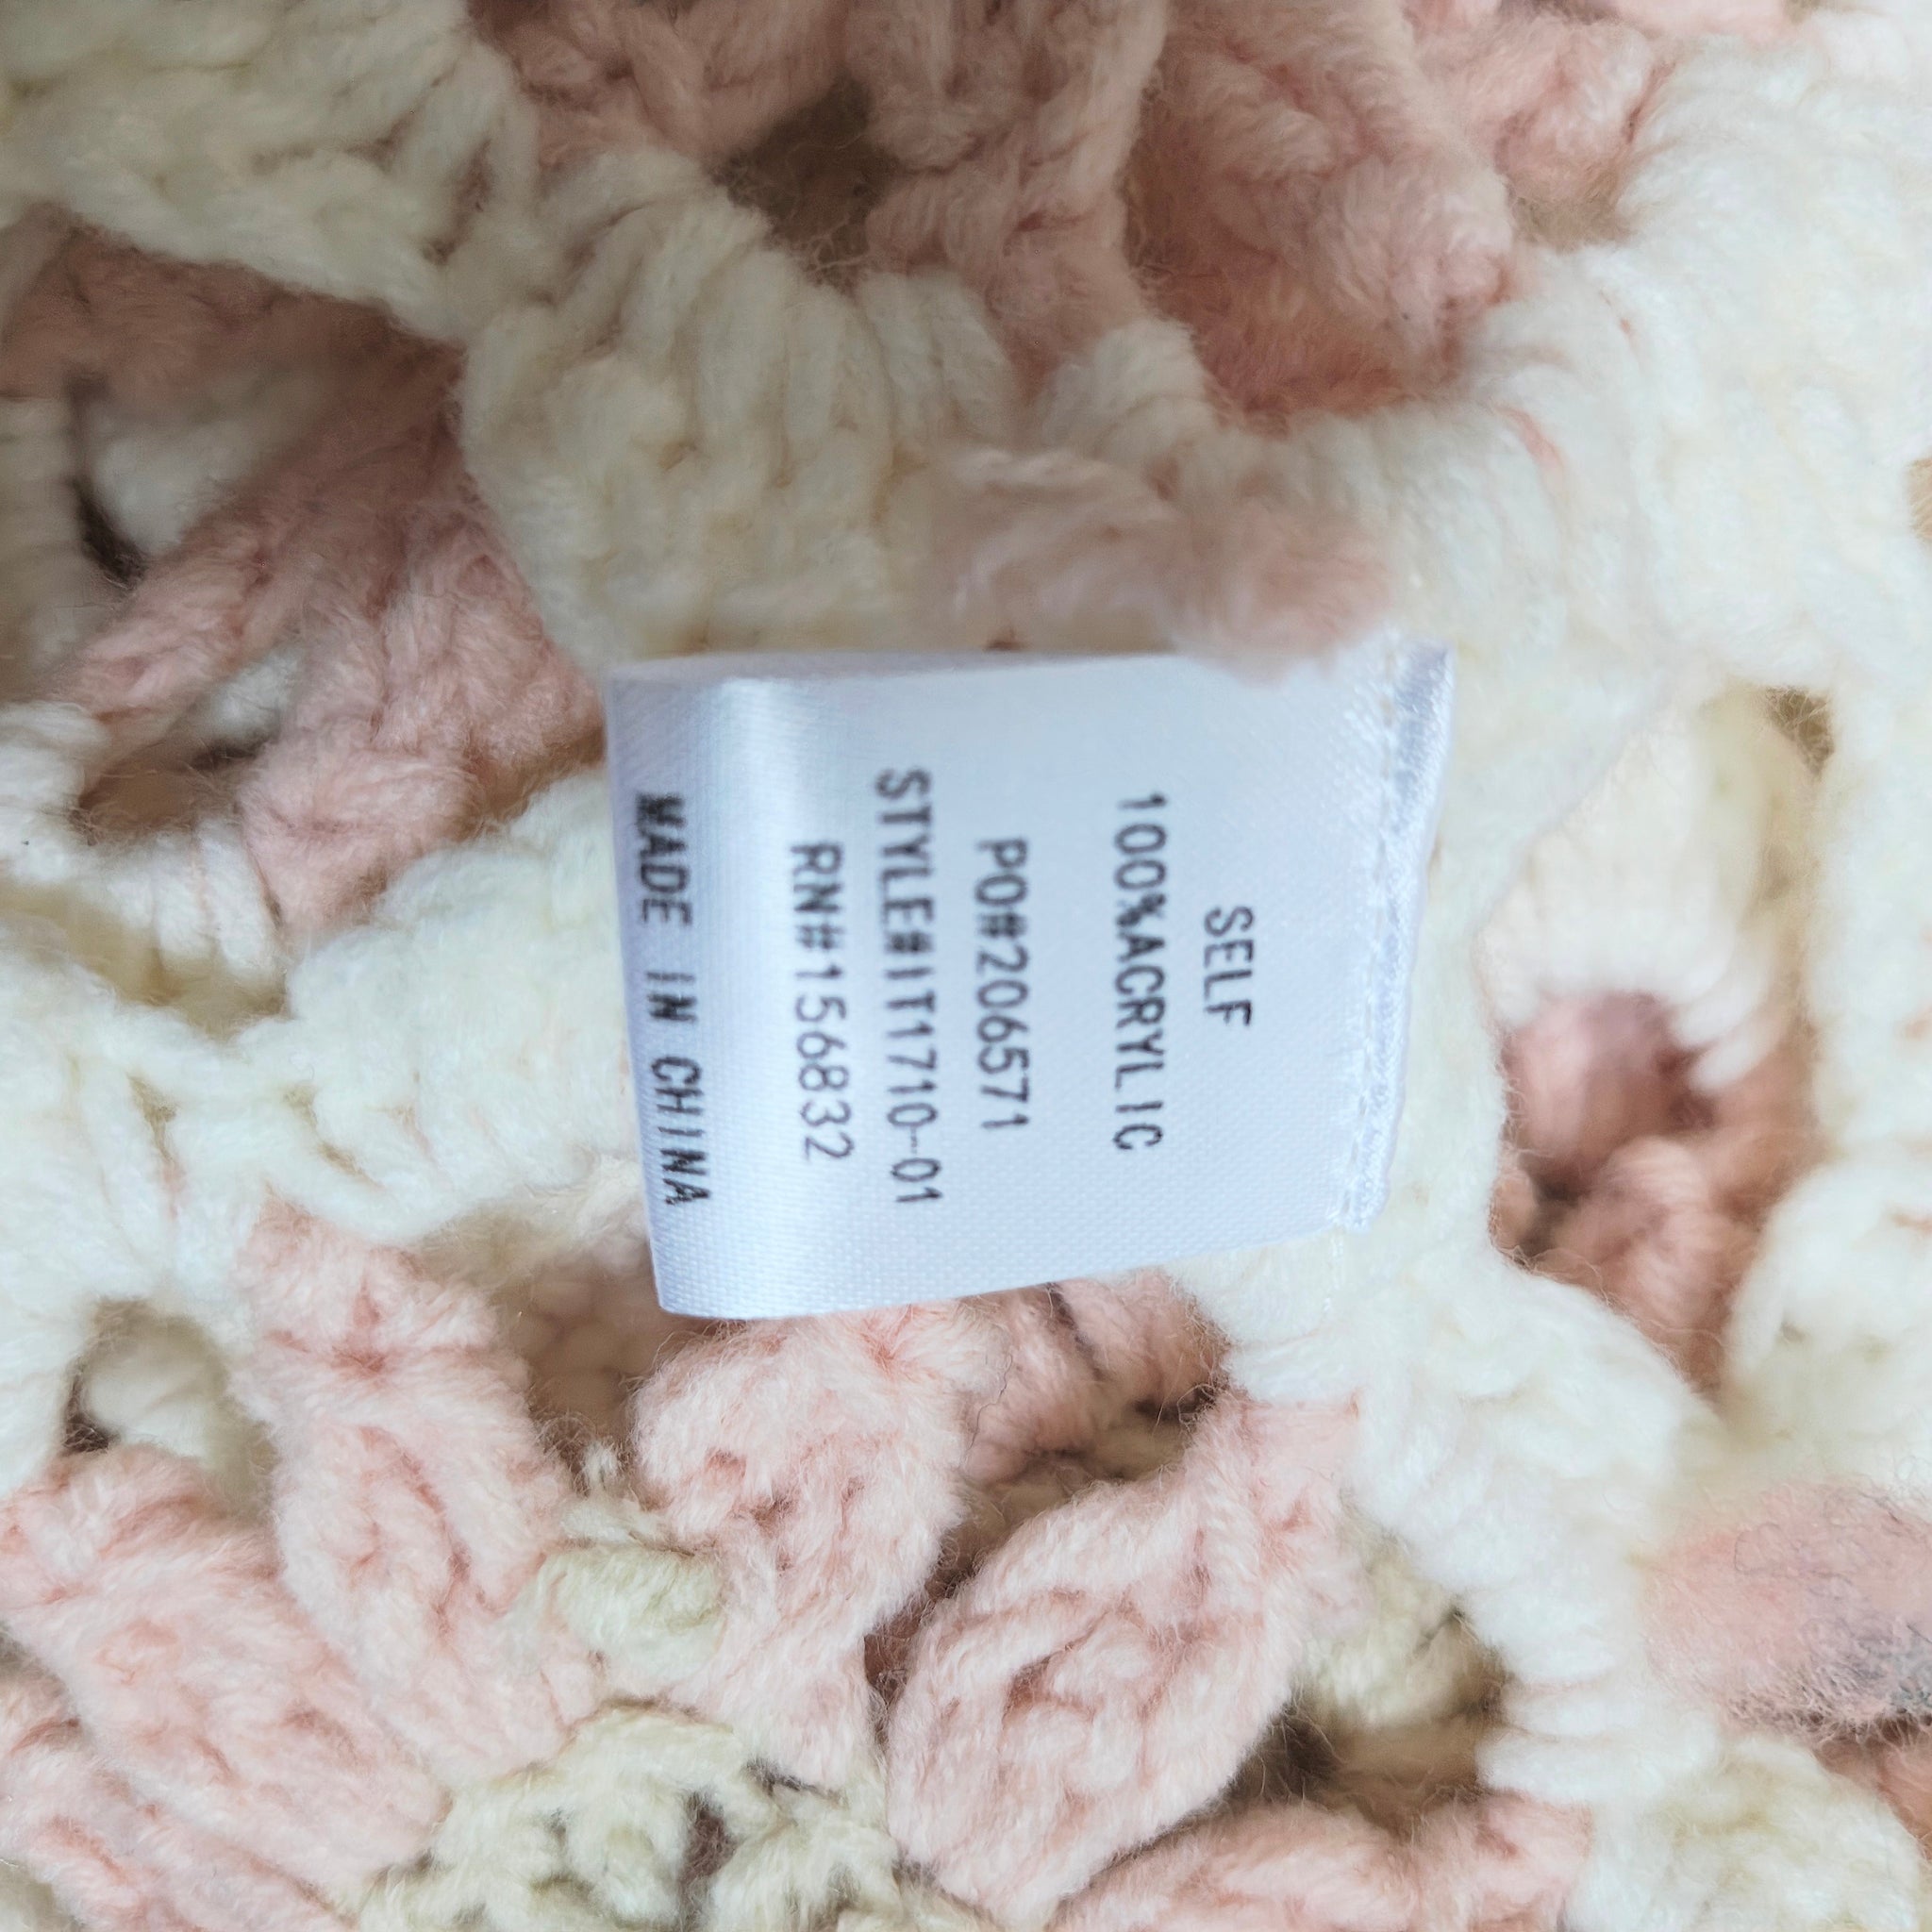 SELF
100%ACRYLIC
PO#206571
STYLE#IT1710-01
RN#156832
MADE IN CHINA